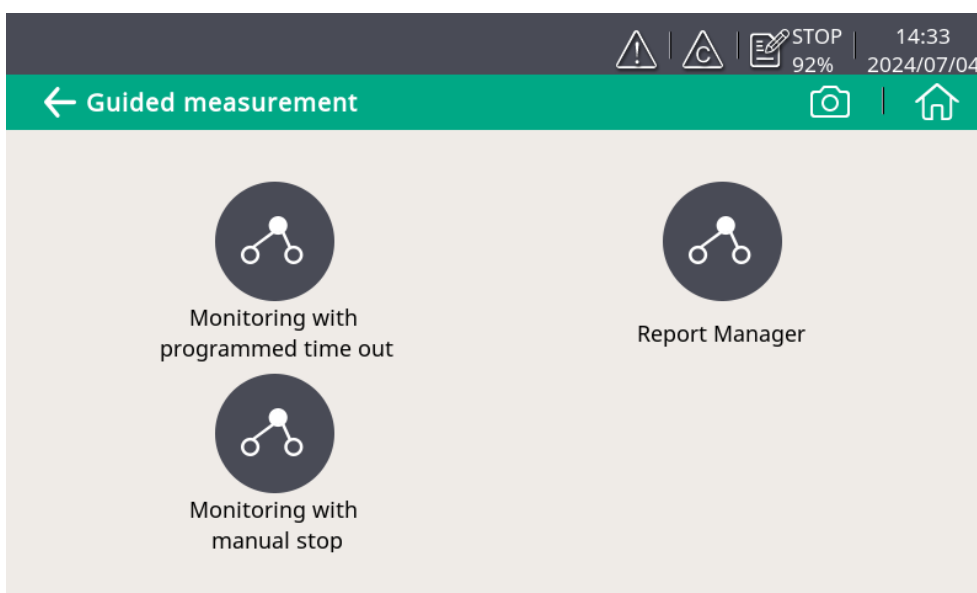 STOP 14:33
92% 2024/07/04
C
Guided measurement
Monitoring with
programmed time out
Report Manager
Monitoring with
manual stop